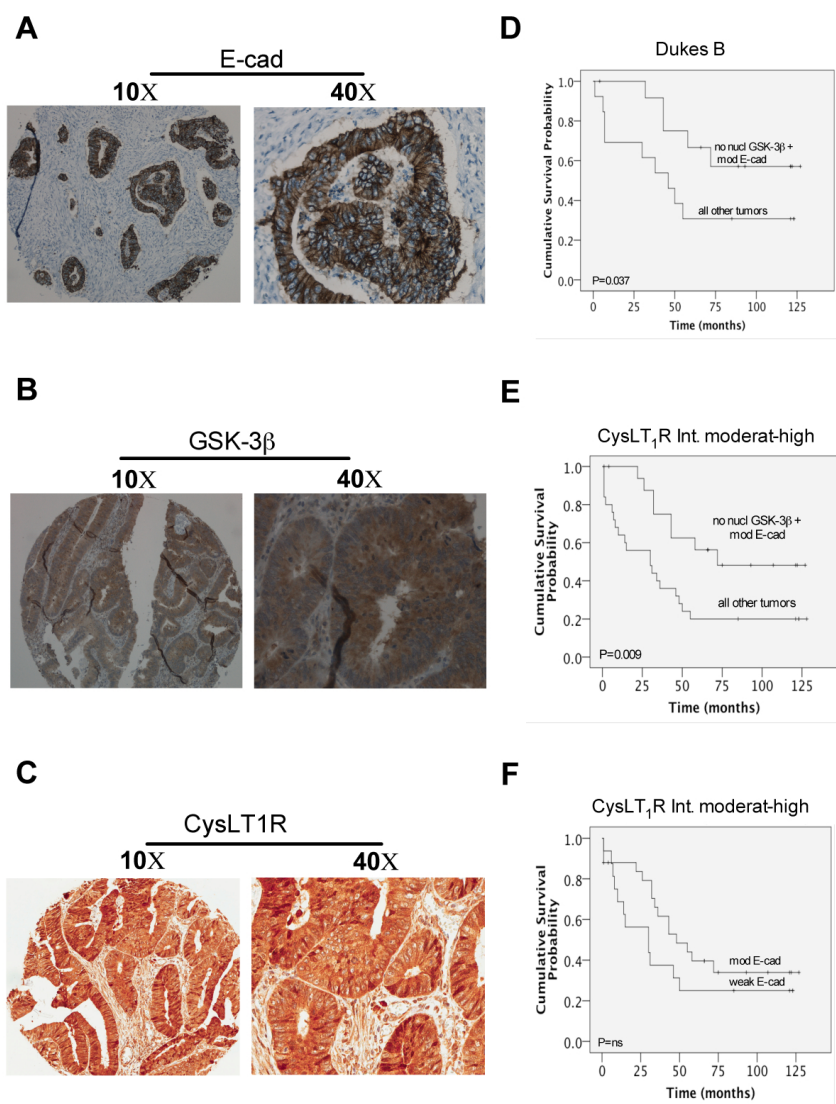 A
E-cad
10X
40X
B
GSK-3β
10X
40X
C
CysLT1R
10X
40X
D
Dukes B
Cumulative Survival Probability
1.0
0.8
0.6
0.4
0.2
0.0
no nucl GSK-3β +
mod E-cad
all other tumors
P=0.037
0 25 50 75 100 125
Time (months)
E
CysLT₁R Int. moderat-high
Cumulative Survival
Probability
1.0
0.8
0.6
0.4
0.2
0.0
no nucl GSK-3β +
mod E-cad
all other tumors
P=0.009
0 25 50 75 100 125
Time (months)
F
CysLT₁R Int. moderat-high
Cumulative Survival
Probability
1.0
0.8
0.6
0.4
0.2
0.0
mod E-cad
weak E-cad
P=ns
0 25 50 75 100 125
Time (months)